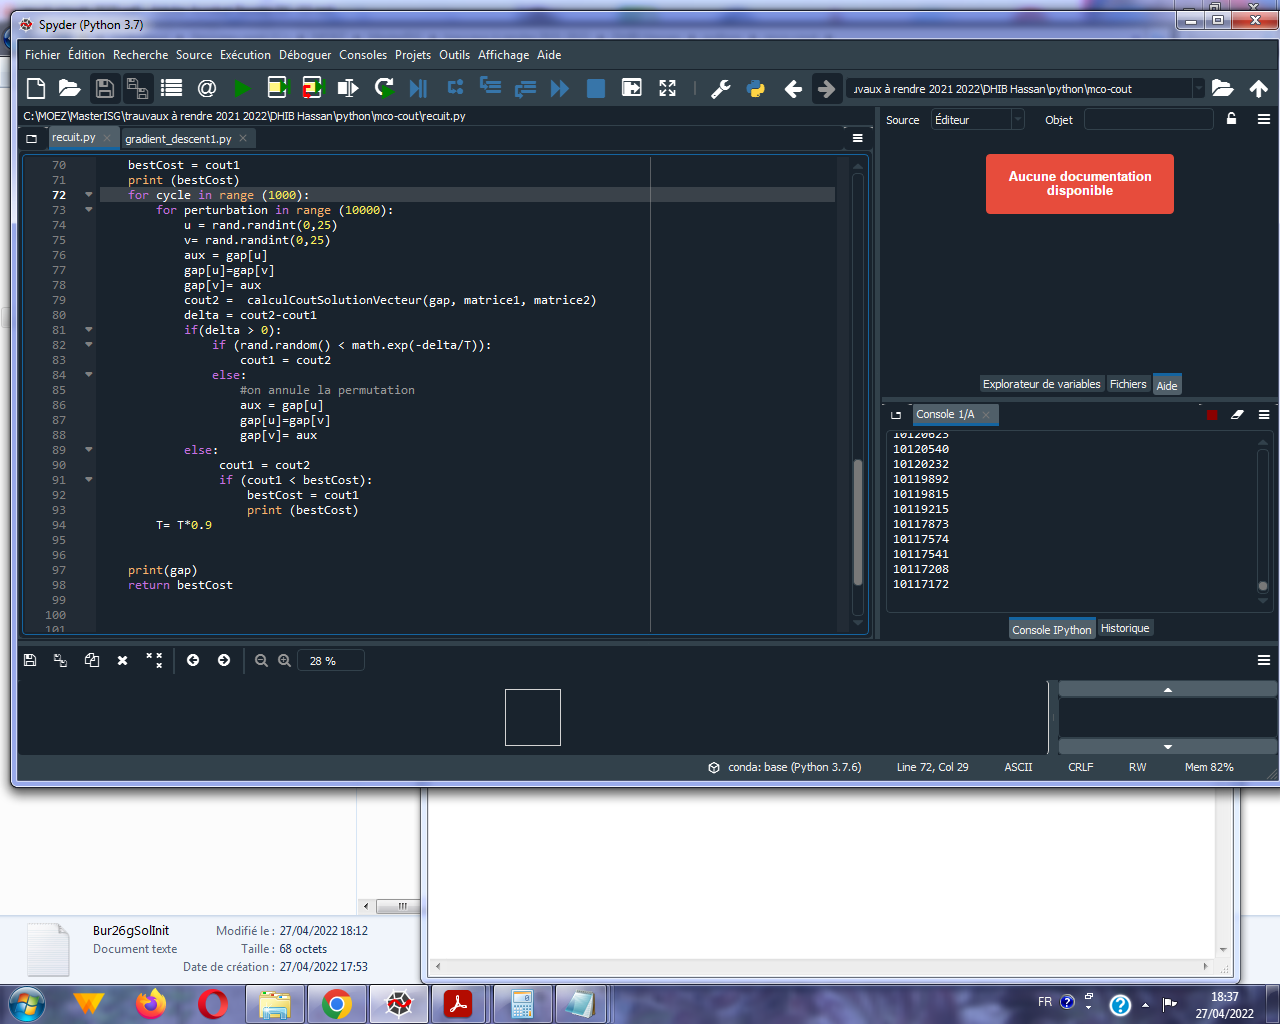 Spyder (Python 3.7)
Fichier Édition Recherche Source Exécution Déboguer Consoles Projets Outils Affichage Aide
ɹvaux à rendre 2021 2022\DHIB Hassan\python\mco-cout
C:\MOEZ\MasterISG\trauvaux à rendre 2021 2022\DHIB Hassan\python\mco-cout\recuit.py
recuit.py
gradient_descent1.py
70 bestCost = cout1
71 print (bestCost)
72 for cycle in range (1000):
73 for perturbation in range (10000):
74 u = rand.randint(0,25)
75 v= rand.randint(0,25)
76 aux = gap[u]
77 gap[u]=gap[v]
78 gap[v]= aux
79 cout2 =  calculCoutSolutionVecteur(gap, matrice1, matrice2)
80 delta = cout2-cout1
81 if(delta > 0):
82 if (rand.random() < math.exp(-delta/T)):
83 cout1 = cout2
84 else:
85 #on annule la permutation
86 aux = gap[u]
87 gap[u]=gap[v]
88 gap[v]= aux
89 else:
90 cout1 = cout2
91 if (cout1 < bestCost):
92 bestCost = cout1
93 print (bestCost)
94 T= T*0.9
95
96
97 print(gap)
98 return bestCost
99
100
101
Source Éditeur Objet
Aucune documentation
disponible
Explorateur de variables Fichiers Aide
Console 1/A
10120623
10120540
10120232
10119892
10119815
10119215
10117873
10117574
10117541
10117208
10117172
Console IPython Historique
28 %
conda: base (Python 3.7.6) Line 72, Col 29 ASCII CRLF RW Mem 82%
Bur26gSolInit Modifié le : 27/04/2022 18:12
Document texte Taille : 68 octets
Date de création : 27/04/2022 17:53
FR
18:37
27/04/2022